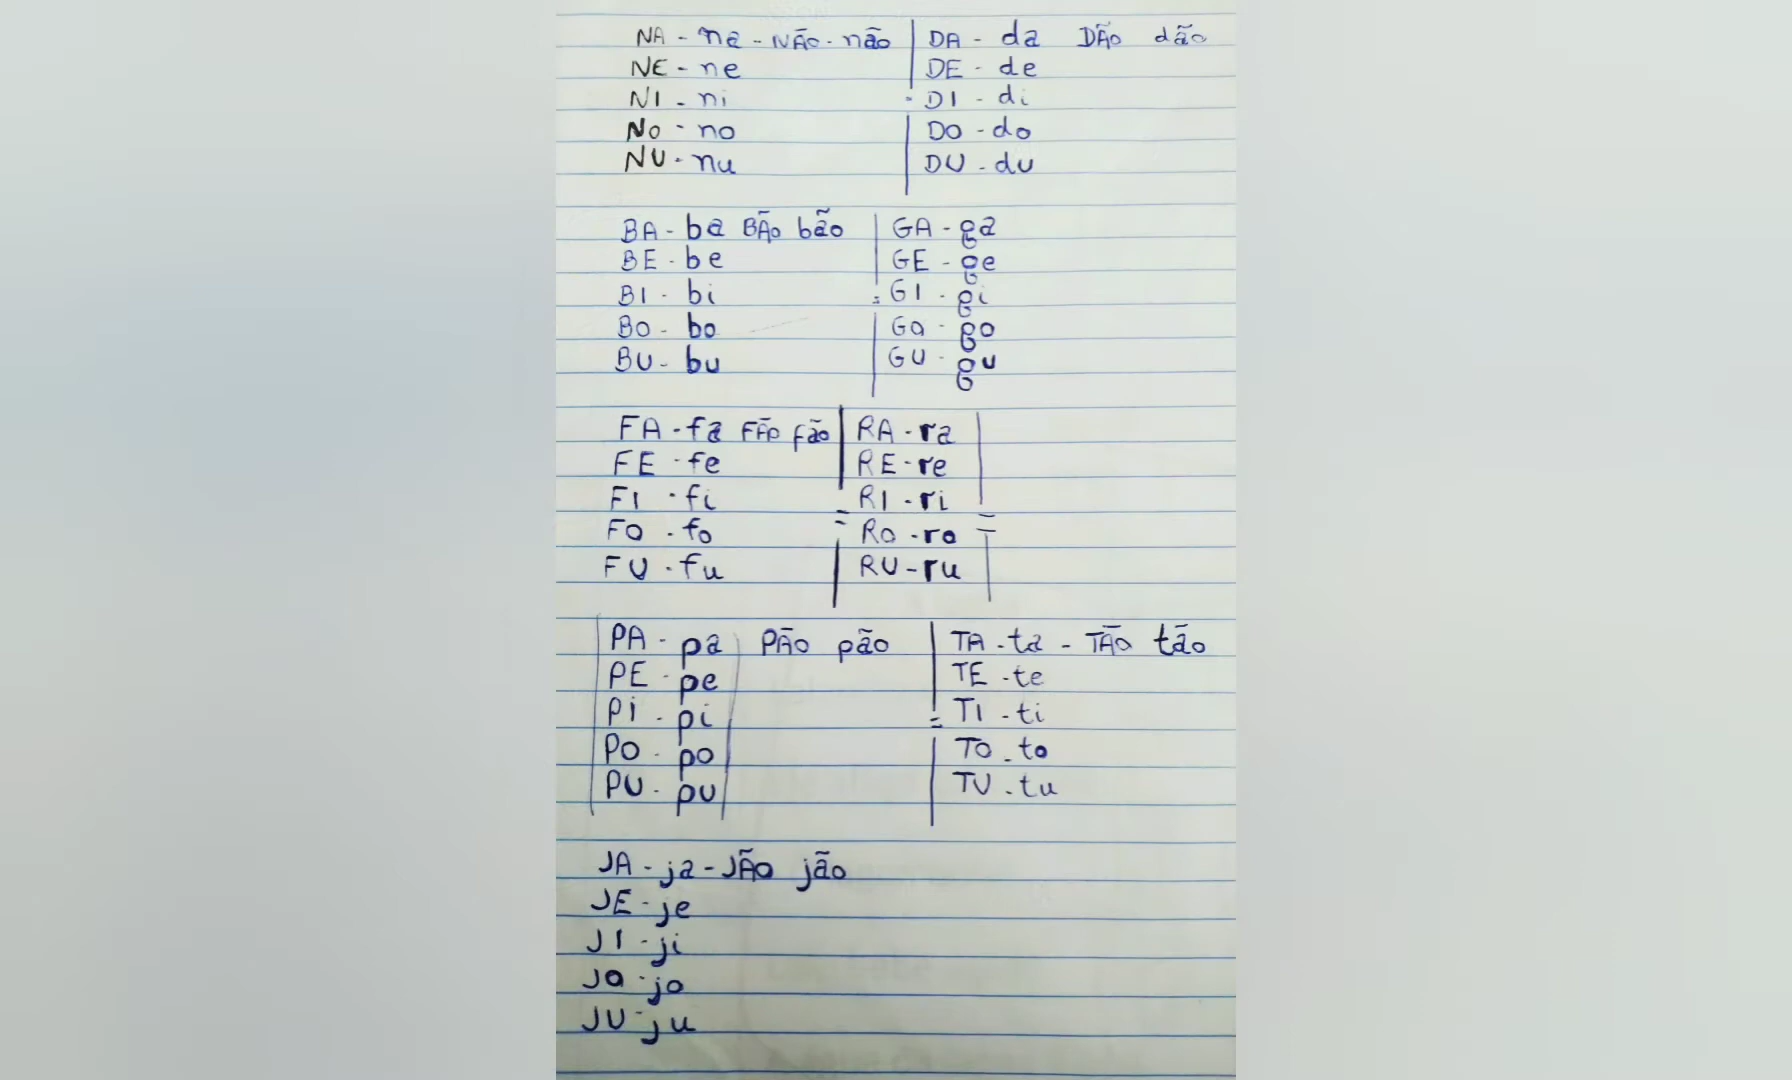 NA - na - NÃO - não DA - da DÃO dão
NE - ne DE - de
NI - ni DI - di
NO - no DO - do
NU - nu DU - du
BA - ba BÃO bão GA - ga
BE - be GE - ge
BI - bi GI - gi
BO - bo GO - go
BU - bu GU - gu
FA - fa FÃO fão RA - ra
FE - fe RE - re
FI - fi RI - ri
FO - fo RO - ro
FU - fu RU - ru
PA - pa PÃO pão TA - ta - TÃO tão
PE - pe TE - te
Pi - pi TI - ti
PO - po TO - to
PU - pu TU - tu
JA - ja - JÃO jão
JE - je
JI - ji
JO - jo
JU - ju